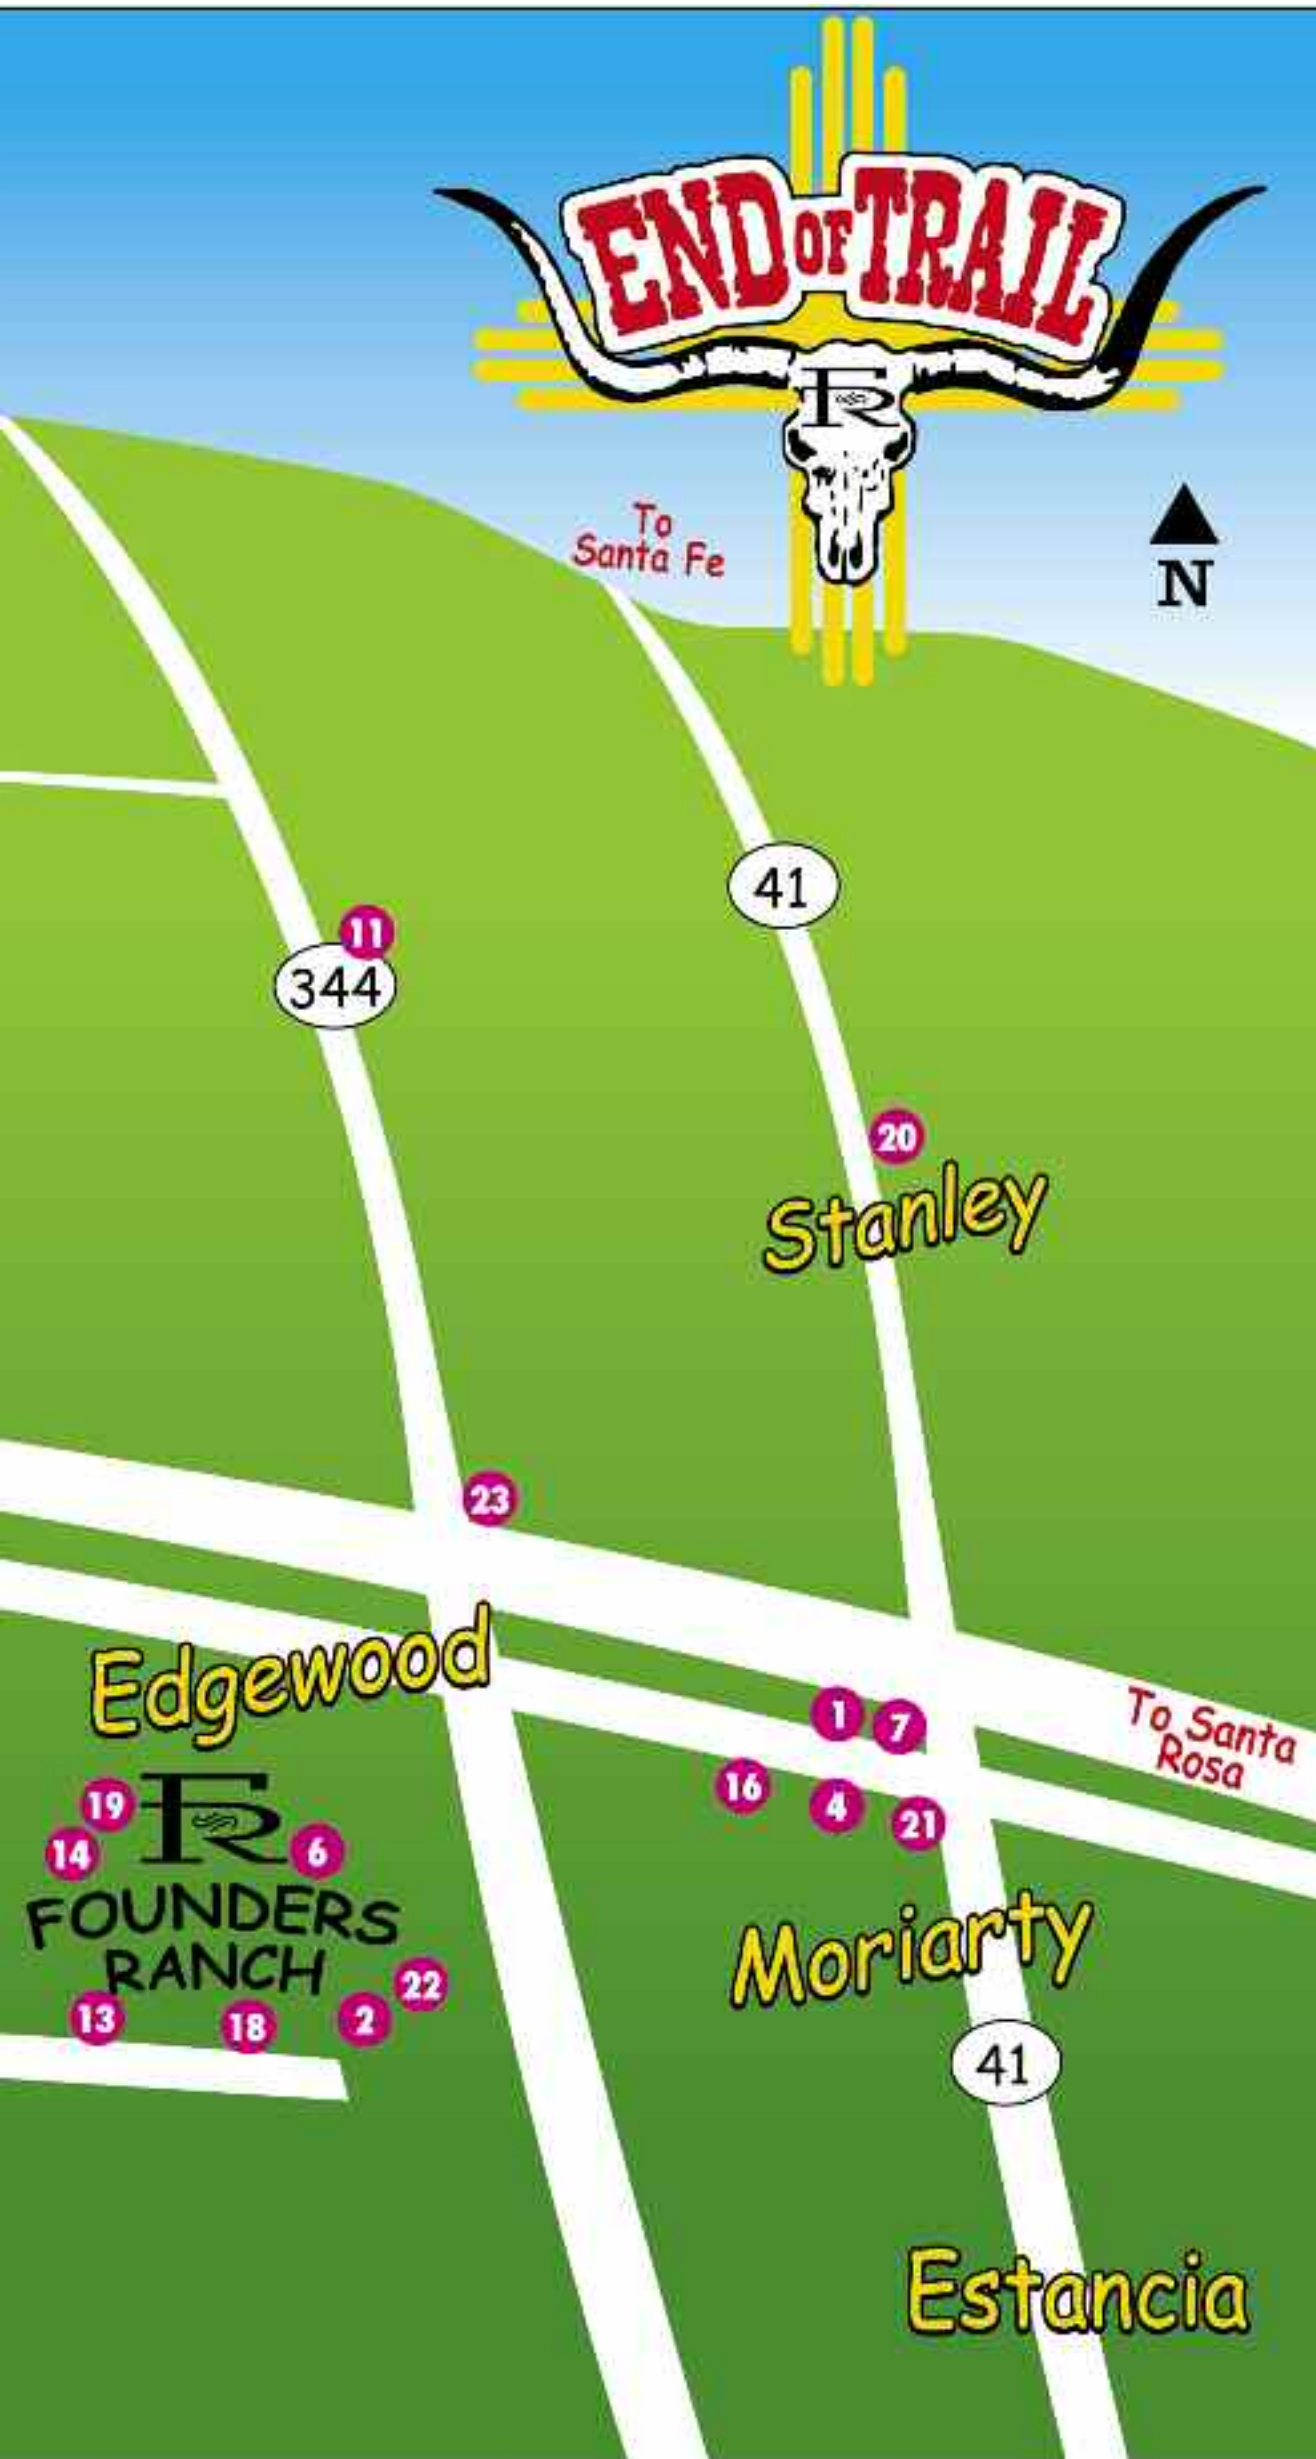 END OF TRAIL
FR
To
Santa Fe
N
41
11
344
20
Stanley
23
Edgewood
1 7
To Santa
Rosa
16 4 21
19 FR
14 6
FOUNDERS
RANCH
Moriarty
22
13 18 2
41
Estancia